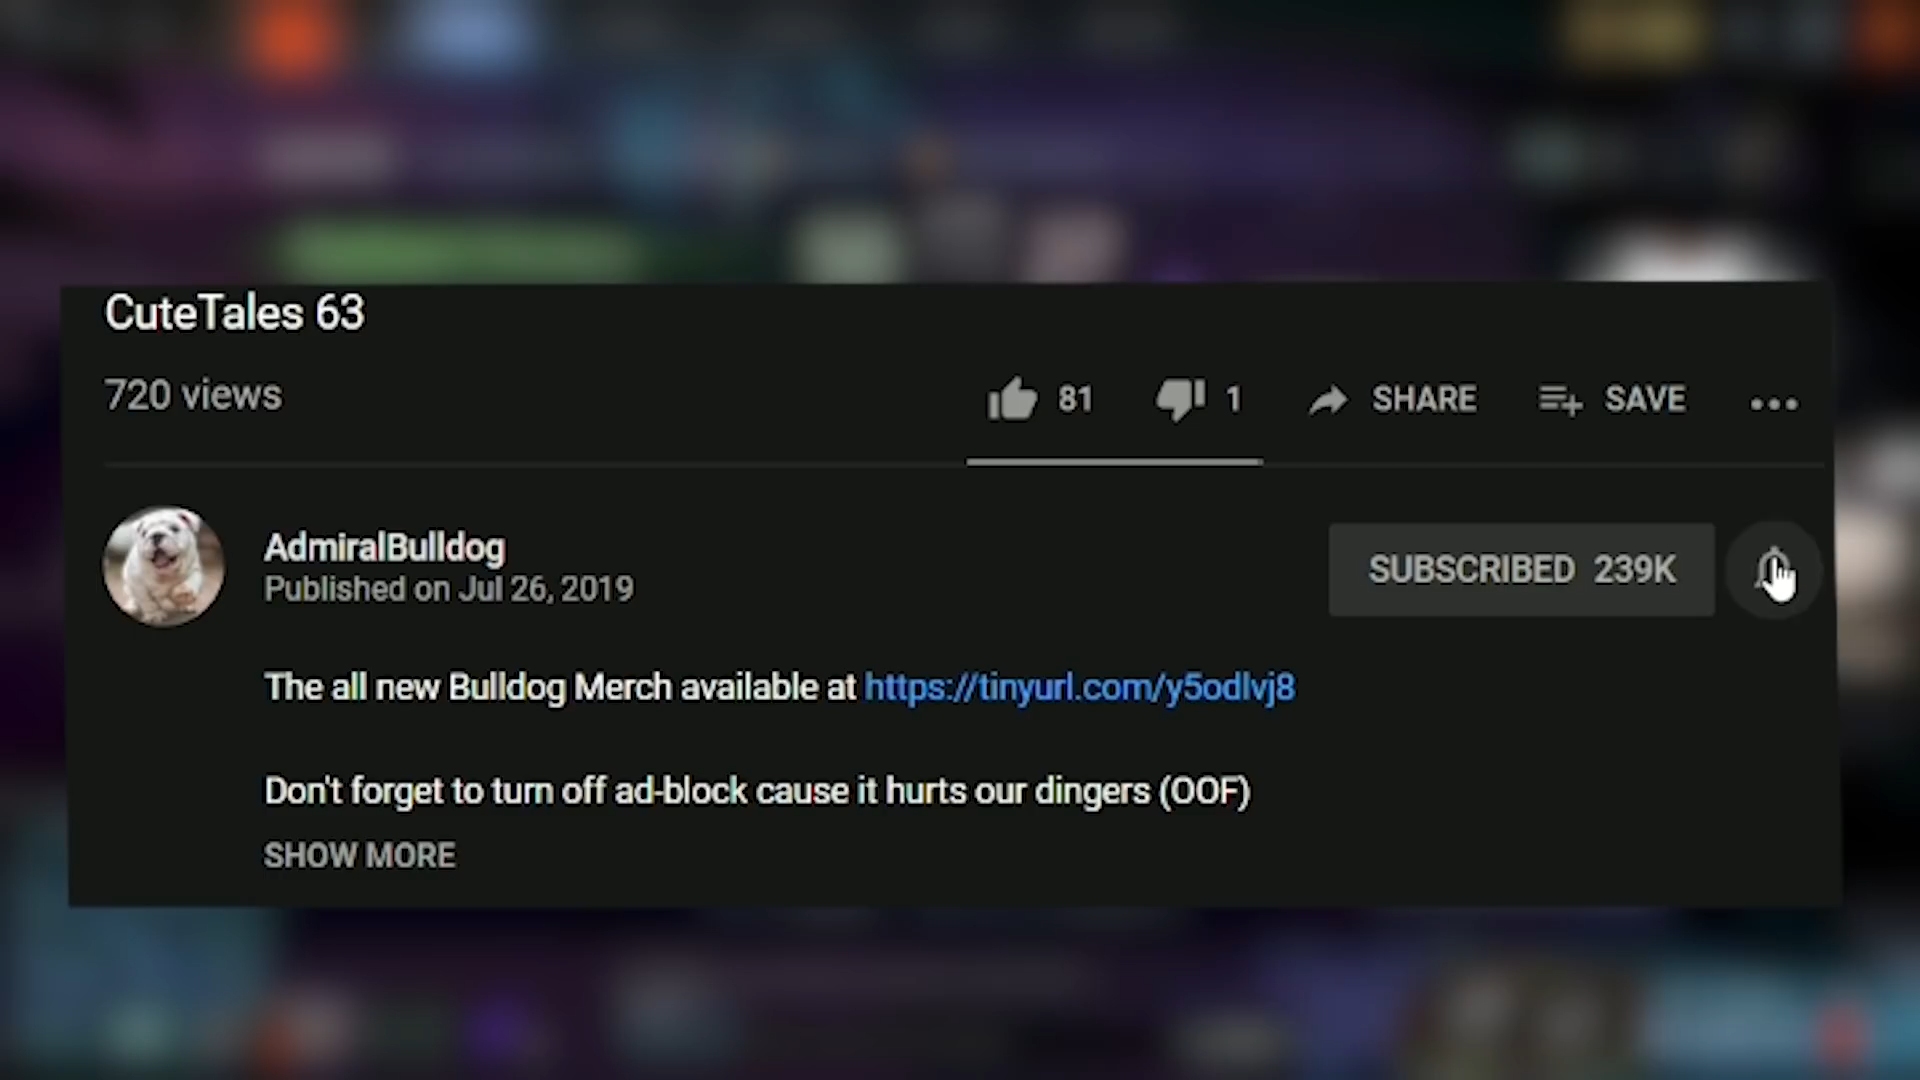 CuteTales 63
720 views
81 1 SHARE SAVE
AdmiralBulldog
Published on Jul 26, 2019
SUBSCRIBED 239K
The all new Bulldog Merch available at https://tinyurl.com/y5odlvj8
Don't forget to turn off ad-block cause it hurts our dingers (OOF)
SHOW MORE